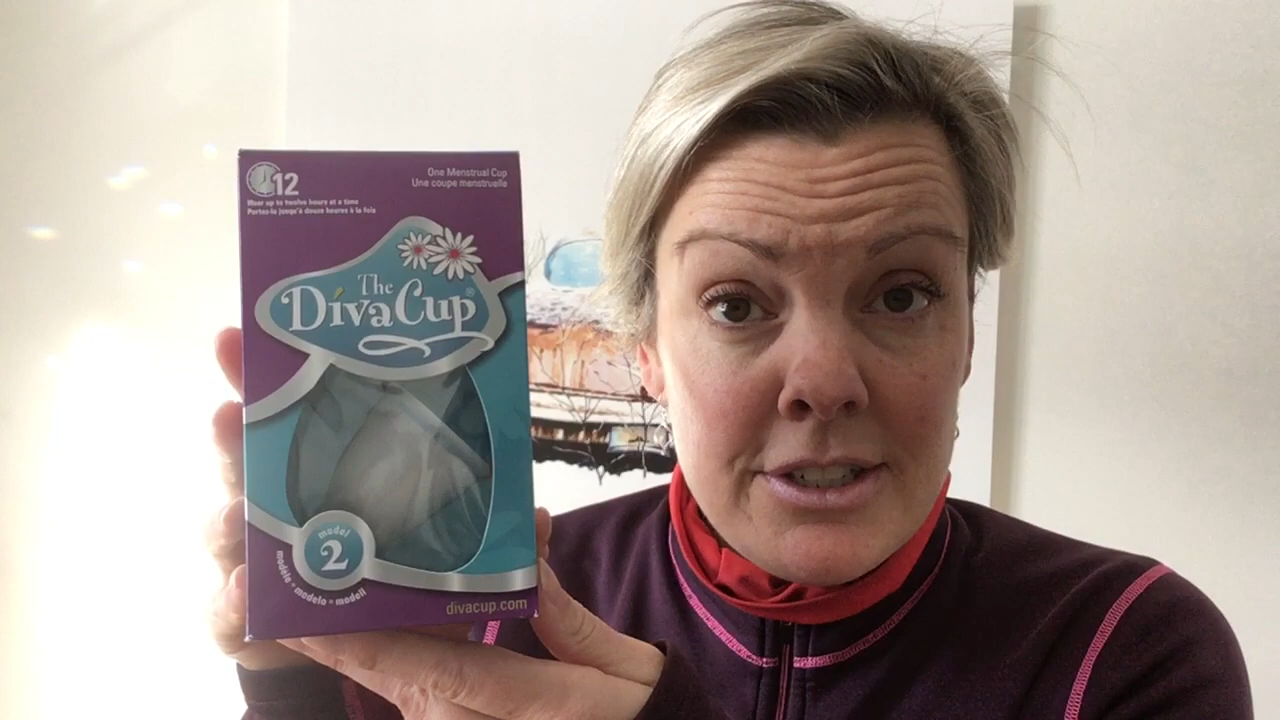 12
Wear up to twelve hours at a time
Portez-la jusqu'à douze heures à la fois
One Menstrual Cup
Une coupe menstruelle
The
DivaCup®
model
2
modèle • modelo • modell
divacup.com